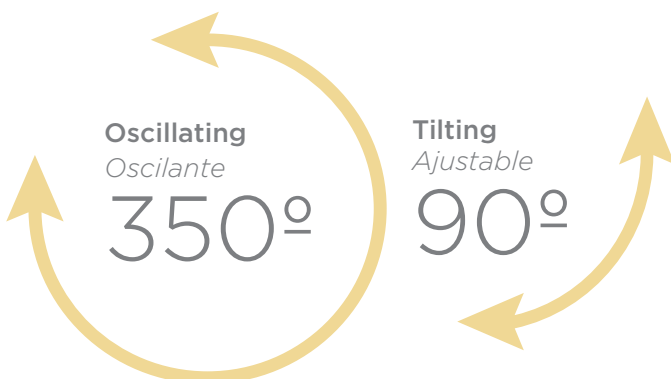 Oscillating
Oscilante
350º
Tilting
Ajustable
90º